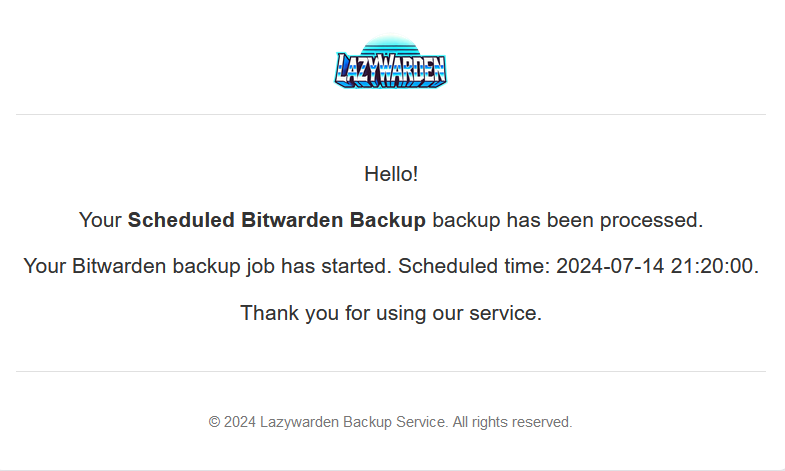 LAZYWARDEN
Hello!
Your Scheduled Bitwarden Backup backup has been processed.
Your Bitwarden backup job has started. Scheduled time: 2024-07-14 21:20:00.
Thank you for using our service.
© 2024 Lazywarden Backup Service. All rights reserved.